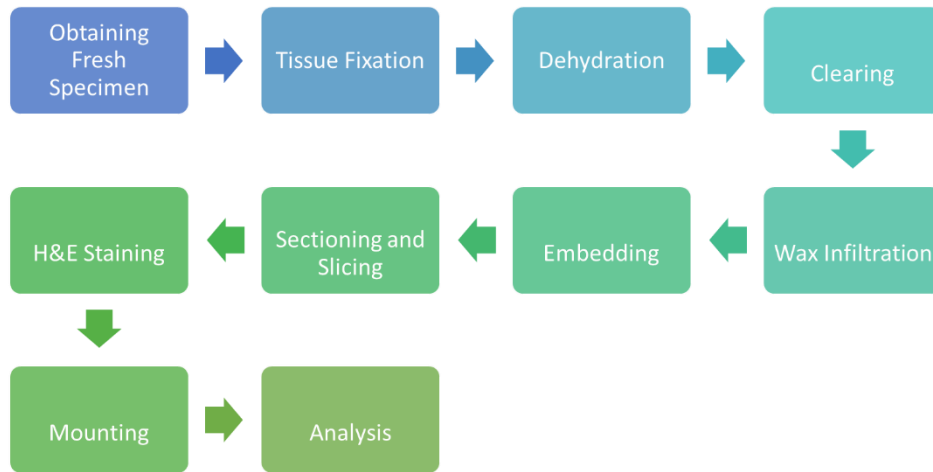 Obtaining
Fresh
Specimen
Tissue Fixation
Dehydration
Clearing
Wax Infiltration
Embedding
Sectioning and
Slicing
H&E Staining
Mounting
Analysis